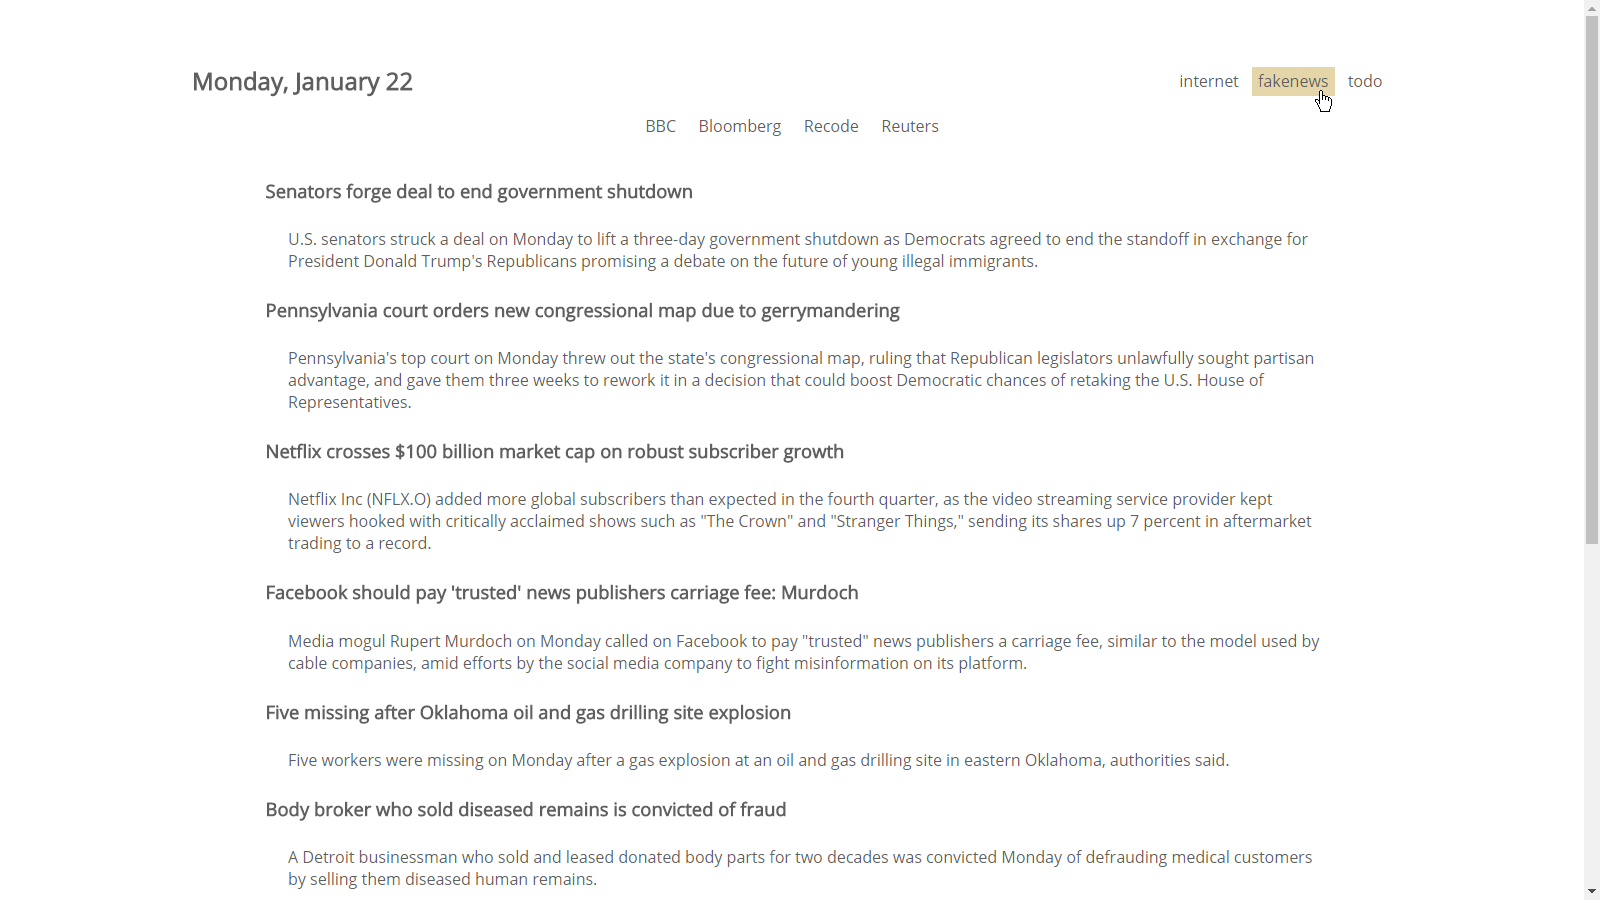 Monday, January 22
internet fakenews todo
BBC Bloomberg Recode Reuters
Senators forge deal to end government shutdown
U.S. senators struck a deal on Monday to lift a three-day government shutdown as Democrats agreed to end the standoff in exchange for
President Donald Trump's Republicans promising a debate on the future of young illegal immigrants.
Pennsylvania court orders new congressional map due to gerrymandering
Pennsylvania's top court on Monday threw out the state's congressional map, ruling that Republican legislators unlawfully sought partisan
advantage, and gave them three weeks to rework it in a decision that could boost Democratic chances of retaking the U.S. House of
Representatives.
Netflix crosses $100 billion market cap on robust subscriber growth
Netflix Inc (NFLX.O) added more global subscribers than expected in the fourth quarter, as the video streaming service provider kept
viewers hooked with critically acclaimed shows such as "The Crown" and "Stranger Things," sending its shares up 7 percent in aftermarket
trading to a record.
Facebook should pay 'trusted' news publishers carriage fee: Murdoch
Media mogul Rupert Murdoch on Monday called on Facebook to pay "trusted" news publishers a carriage fee, similar to the model used by
cable companies, amid efforts by the social media company to fight misinformation on its platform.
Five missing after Oklahoma oil and gas drilling site explosion
Five workers were missing on Monday after a gas explosion at an oil and gas drilling site in eastern Oklahoma, authorities said.
Body broker who sold diseased remains is convicted of fraud
A Detroit businessman who sold and leased donated body parts for two decades was convicted Monday of defrauding medical customers
by selling them diseased human remains.